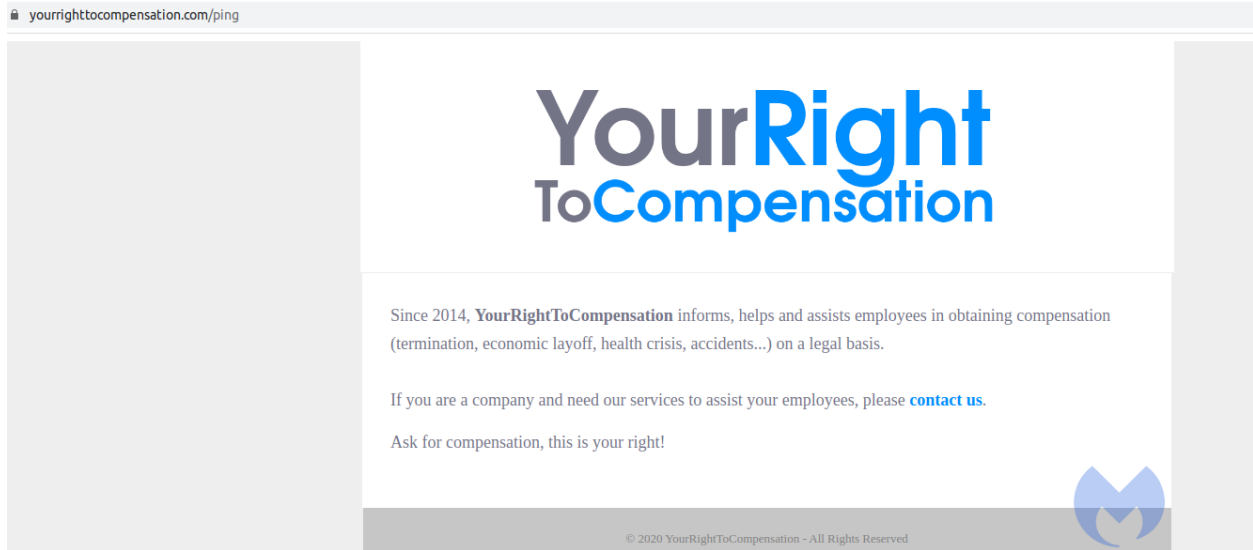 yourrighttocompensation.com/ping
YourRight
ToCompensation
Since 2014, YourRightToCompensation informs, helps and assists employees in obtaining compensation
(termination, economic layoff, health crisis, accidents...) on a legal basis.
If you are a company and need our services to assist your employees, please contact us.
Ask for compensation, this is your right!
© 2020 YourRightToCompensation - All Rights Reserved